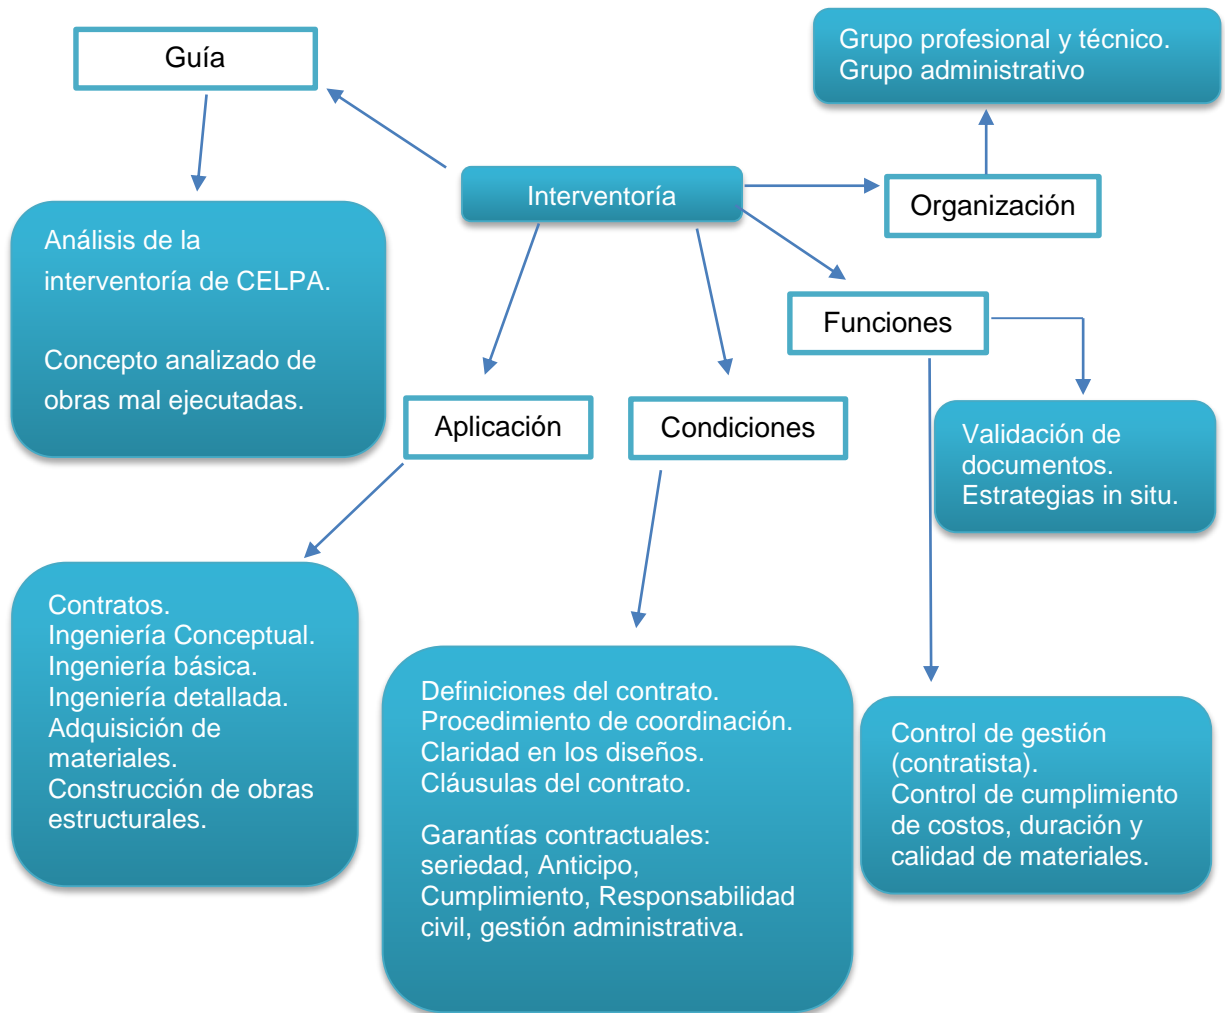 Guía
Grupo profesional y técnico.
Grupo administrativo
Interventoría
Organización
Análisis de la
interventoría de CELPA.
Concepto analizado de
obras mal ejecutadas.
Funciones
Aplicación
Condiciones
Validación de
documentos.
Estrategias in situ.
Contratos.
Ingeniería Conceptual.
Ingeniería básica.
Ingeniería detallada.
Adquisición de
materiales.
Construcción de obras
estructurales.
Definiciones del contrato.
Procedimiento de coordinación.
Claridad en los diseños.
Cláusulas del contrato.
Garantías contractuales:
seriedad, Anticipo,
Cumplimiento, Responsabilidad
civil, gestión administrativa.
Control de gestión
(contratista).
Control de cumplimiento
de costos, duración y
calidad de materiales.